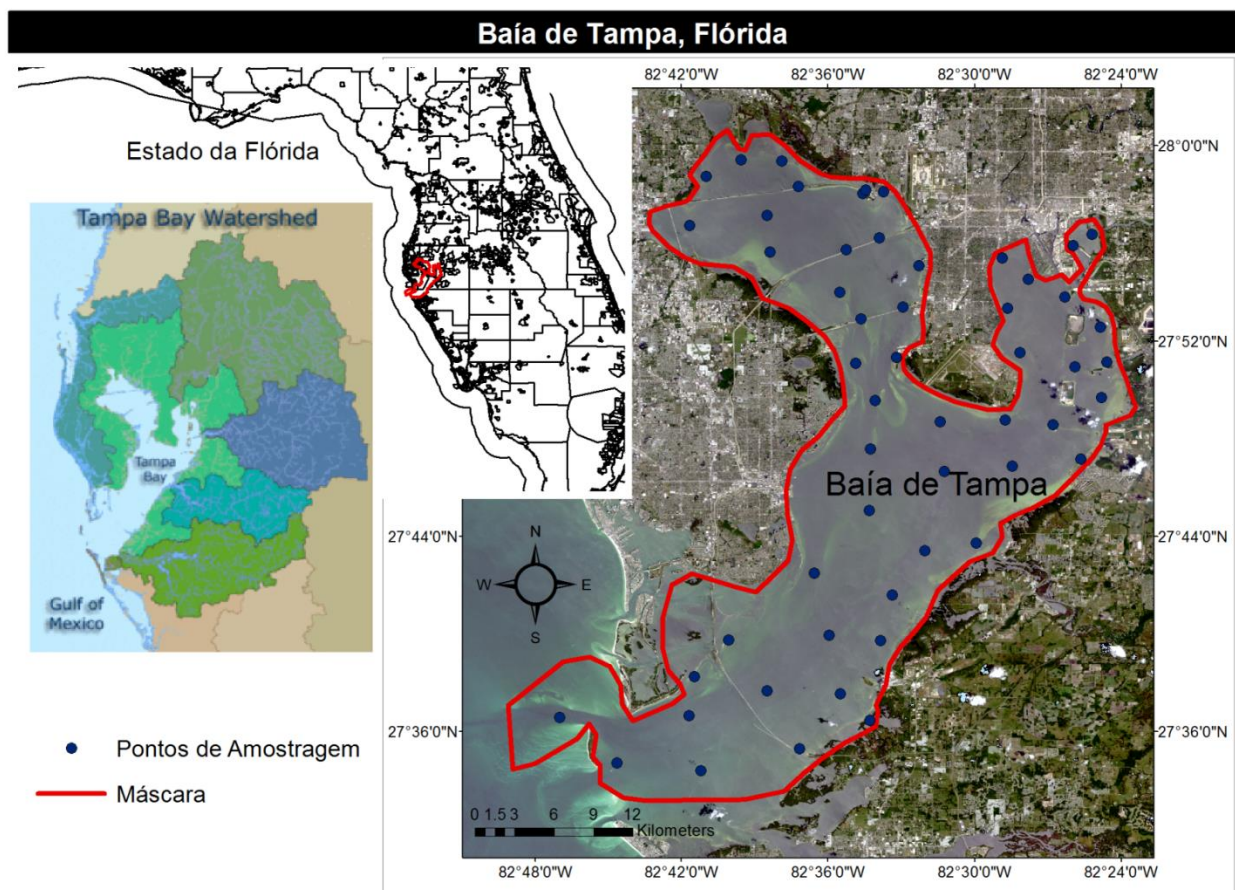 Baía de Tampa, Flórida
Estado da Flórida
Tampa Bay Watershed
Tampa
Bay
Gulf of
Mexico
Pontos de Amostragem
Máscara
82°42'0"W 82°36'0"W 82°30'0"W 82°24'0"W
28°0'0"N
27°52'0"N
Baía de Tampa
27°44'0"N 27°44'0"N
N
W E
S
27°36'0"N 27°36'0"N
0 1.5 3 6 9 12
Kilometers
82°48'0"W 82°42'0"W 82°36'0"W 82°30'0"W 82°24'0"W